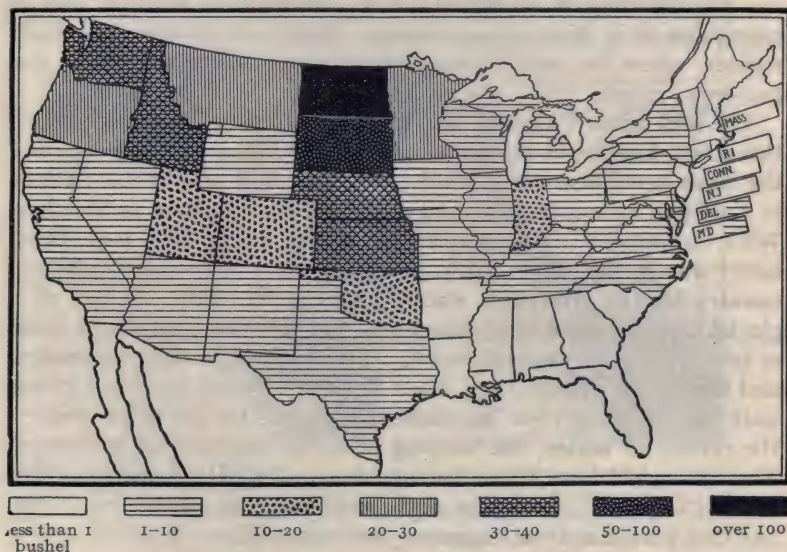 MASS
R I
CONN
N.J
DEL
M D
ess than 1 1-10 10-20 20-30 30-40 50-100 over 100
bushel